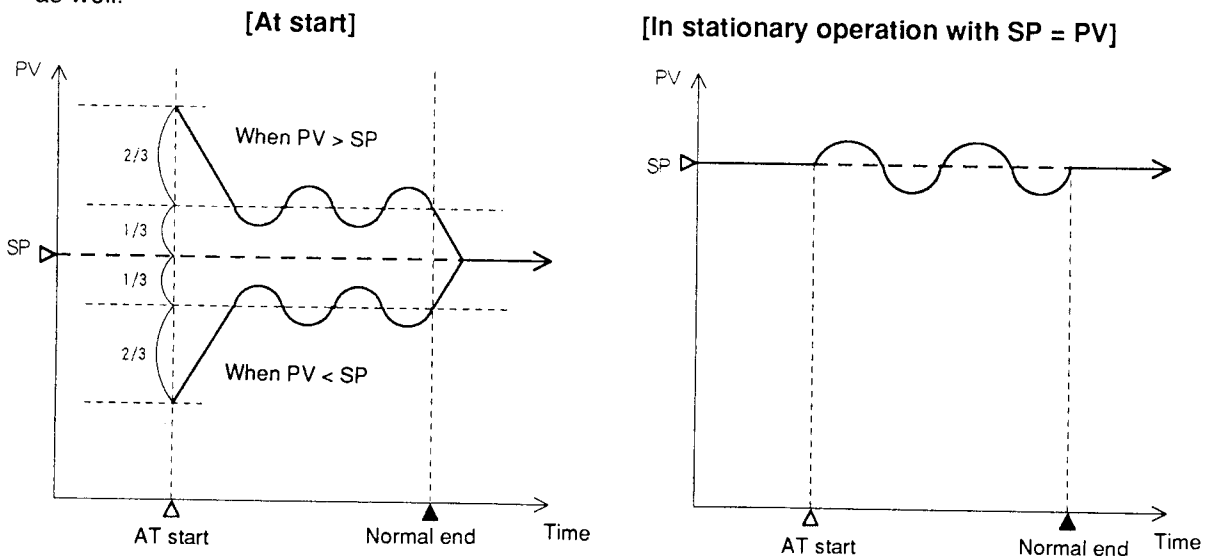 as well.
[At start]
[In stationary operation with SP = PV]
PV
When PV > SP
2/3
1/3
SP
1/3
2/3
When PV < SP
AT start
Normal end
Time
PV
SP
AT start
Normal end
Time